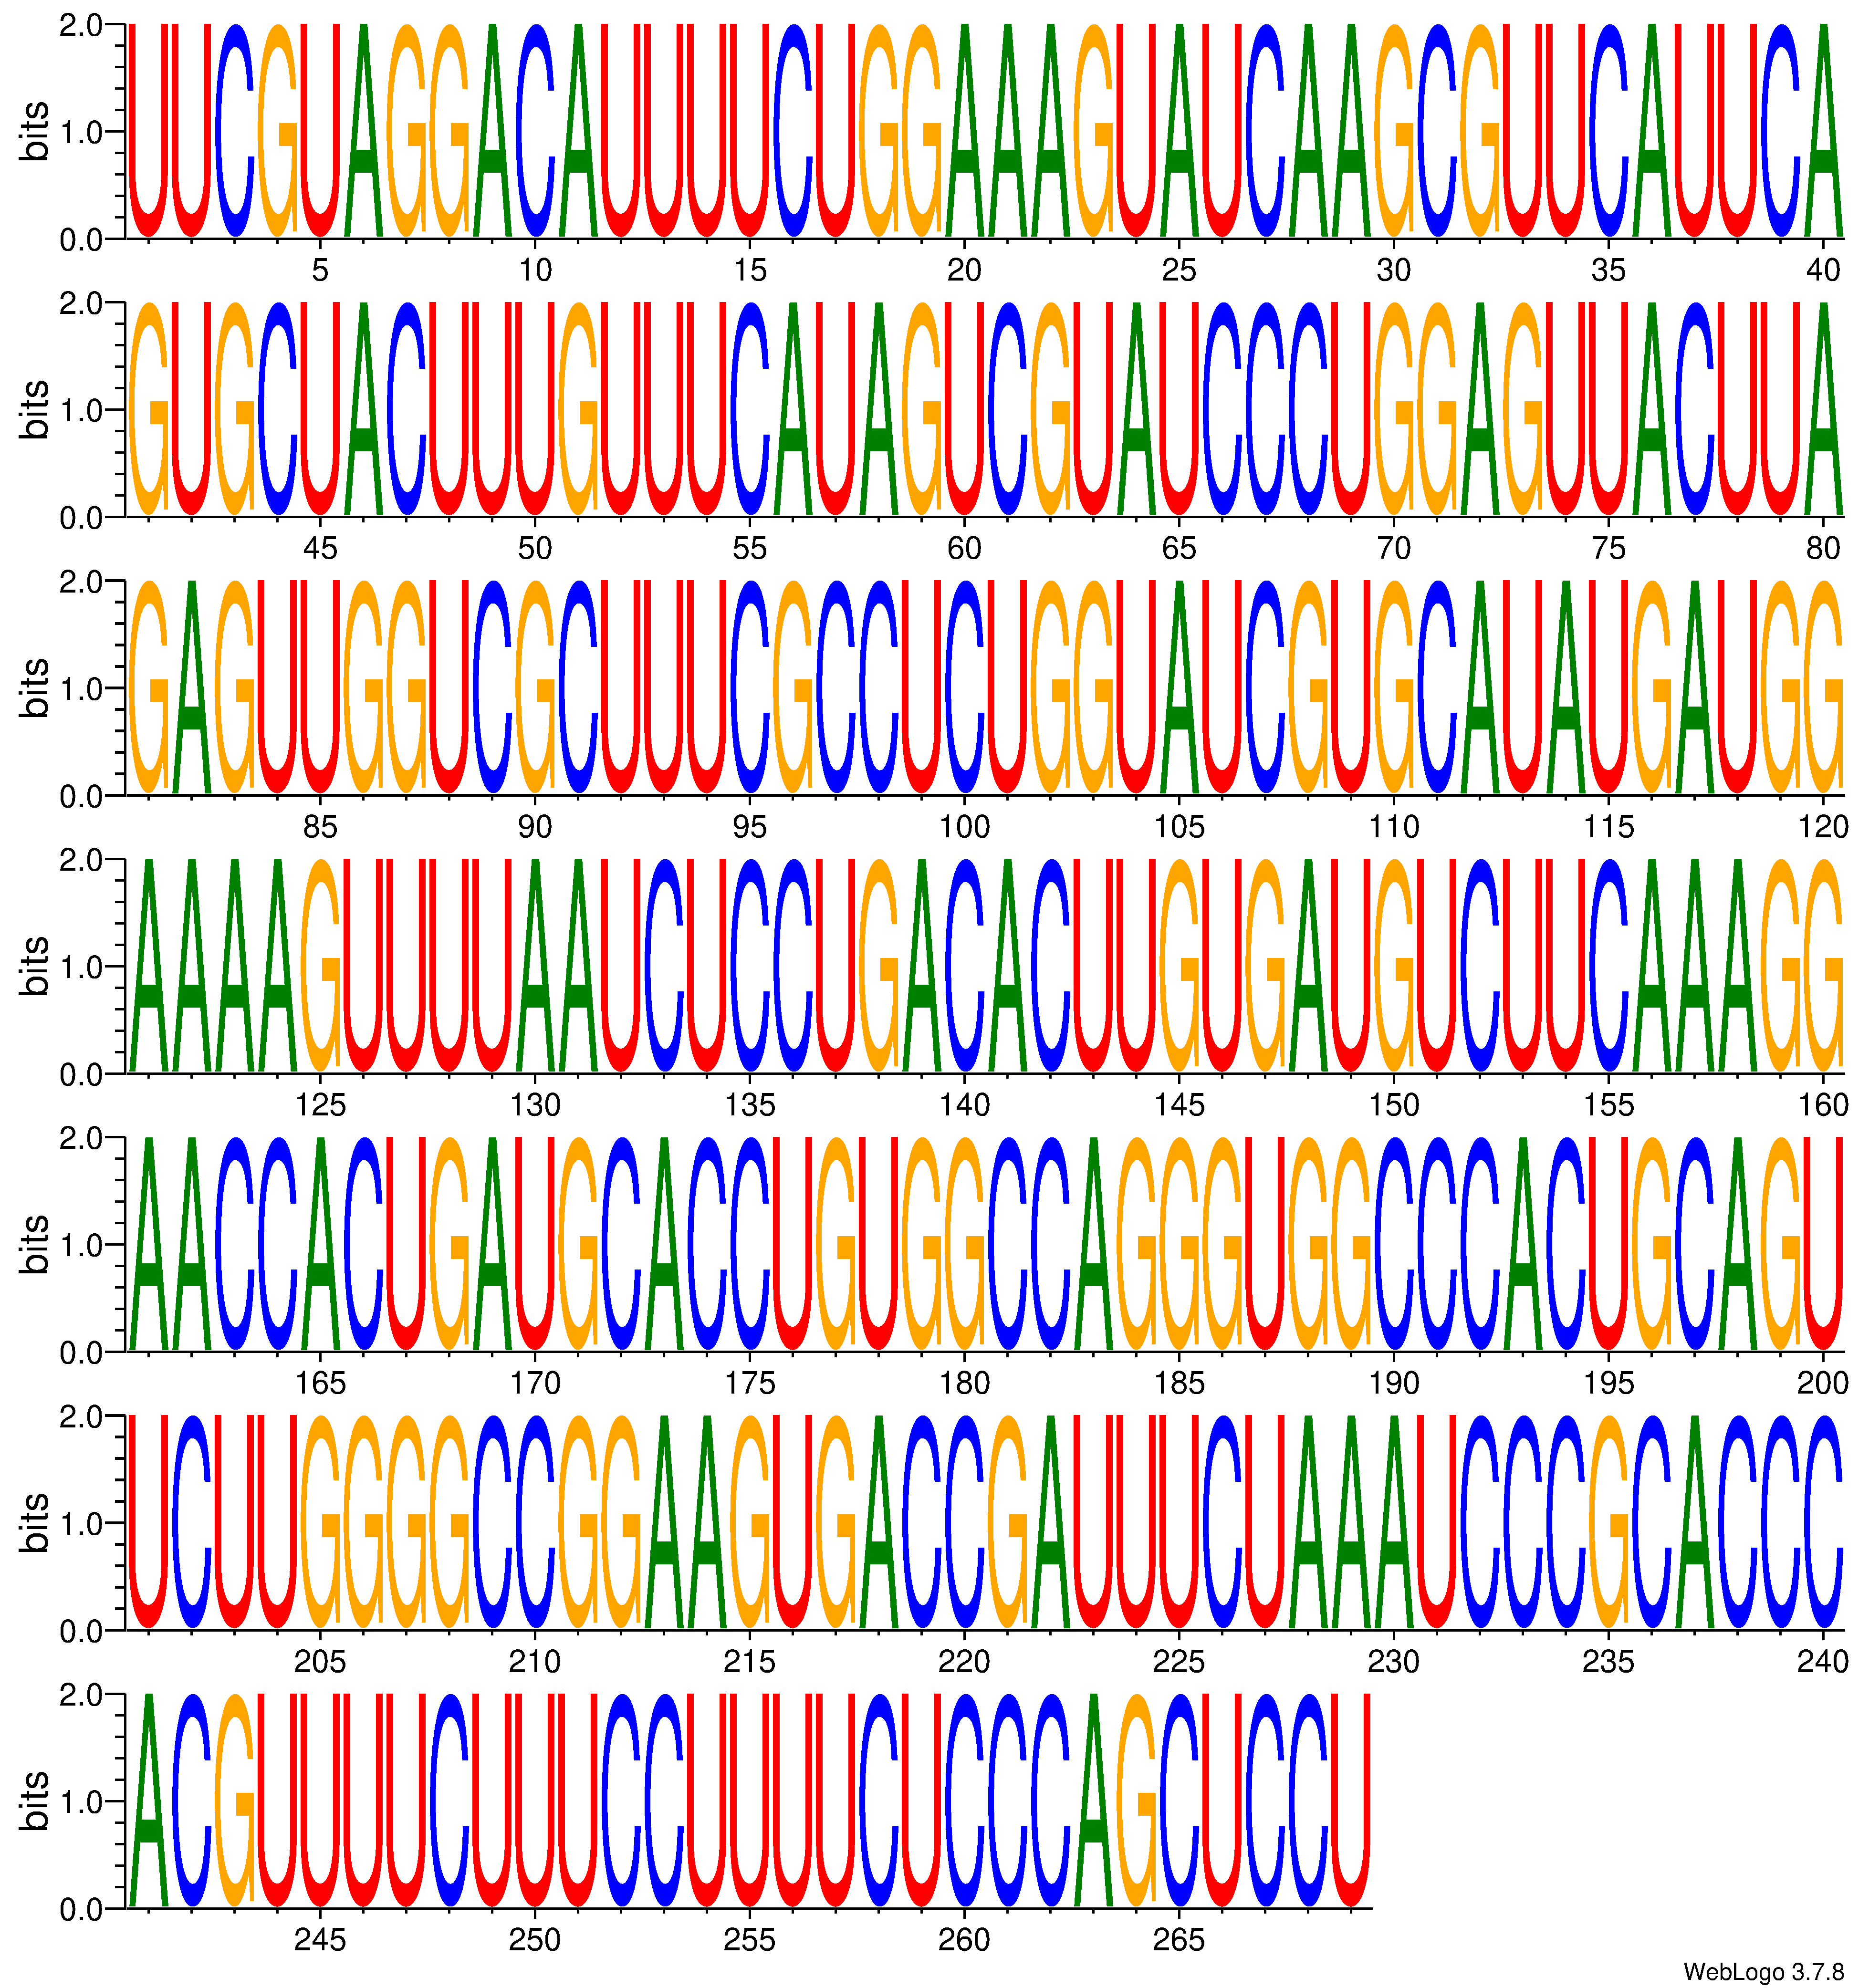 2.0
bits
1.0
UUCGUAGGACAUUUUCUGGAAAGUAUCAAGCGUUCAUUCA
0.0
5 10 15 20 25 30 35 40
2.0
bits
1.0
GUGCUACUUUGUUUCAUAGUCGUAUCCCUGGAGUUACUUA
0.0
45 50 55 60 65 70 75 80
2.0
bits
1.0
GAGUUGGUCGCUUUCGCCUCUGGUAUCGUGCAUAUGAUGG
0.0
85 90 95 100 105 110 115 120
2.0
bits
1.0
AAAAGUUUUAAUCUCCUGACACUUGUGAUGUCUUCAAAGG
0.0
125 130 135 140 145 150 155 160
2.0
bits
1.0
AACCACUGAUGCACCUGUGGCCAGGGUGGCCCACUGCAGU
0.0
165 170 175 180 185 190 195 200
2.0
bits
1.0
UCUUGGGGCCGGAAGUGACCGAUUUCUAAAUCCCGCACCC
0.0
205 210 215 220 225 230 235 240
2.0
bits
1.0
ACGUUUUCUUUCCUUUUCUCCCAGCUCCU
0.0
245 250 255 260 265
WebLogo 3.7.8